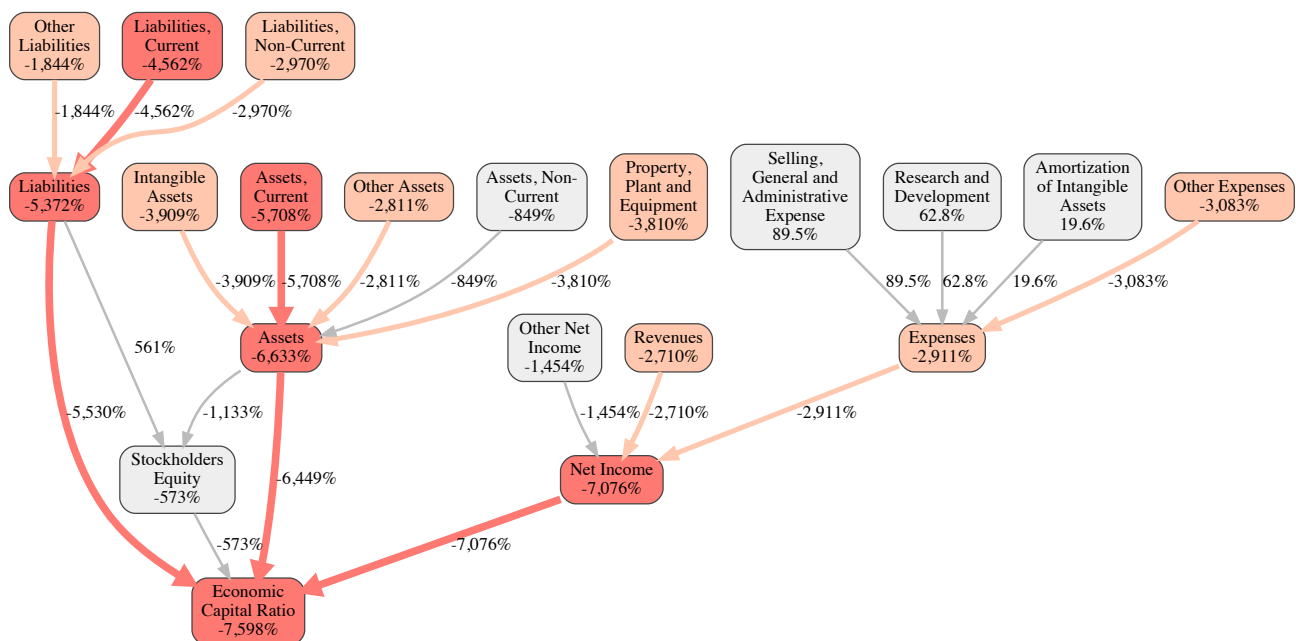 Other
Liabilities
-1,844%
Liabilities,
Current
-4,562%
Liabilities,
Non-Current
-2,970%
-1,844%
-4,562%
-2,970%
Liabilities
-5,372%
Intangible
Assets
-3,909%
Assets,
Current
-5,708%
Other Assets
-2,811%
Assets, Non-
Current
-849%
Property,
Plant and
Equipment
-3,810%
Selling,
General and
Administrative
Expense
89.5%
Research and
Development
62.8%
Amortization
of Intangible
Assets
19.6%
Other Expenses
-3,083%
-3,909%
-5,708%
-2,811%
-849%
-3,810%
89.5%
62.8%
19.6%
-3,083%
561%
Assets
-6,633%
Other Net
Income
-1,454%
Revenues
-2,710%
Expenses
-2,911%
-5,530%
-1,133%
-1,454%
-2,710%
-2,911%
Stockholders
Equity
-573%
-6,449%
Net Income
-7,076%
-573%
-7,076%
Economic
Capital Ratio
-7,598%